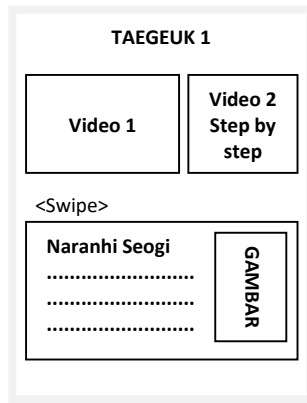 TAEGEUK 1
Video 1
Video 2
Step by
step
<Swipe>
Naranhi Seogi
..........................
..........................
..........................
GAMBAR